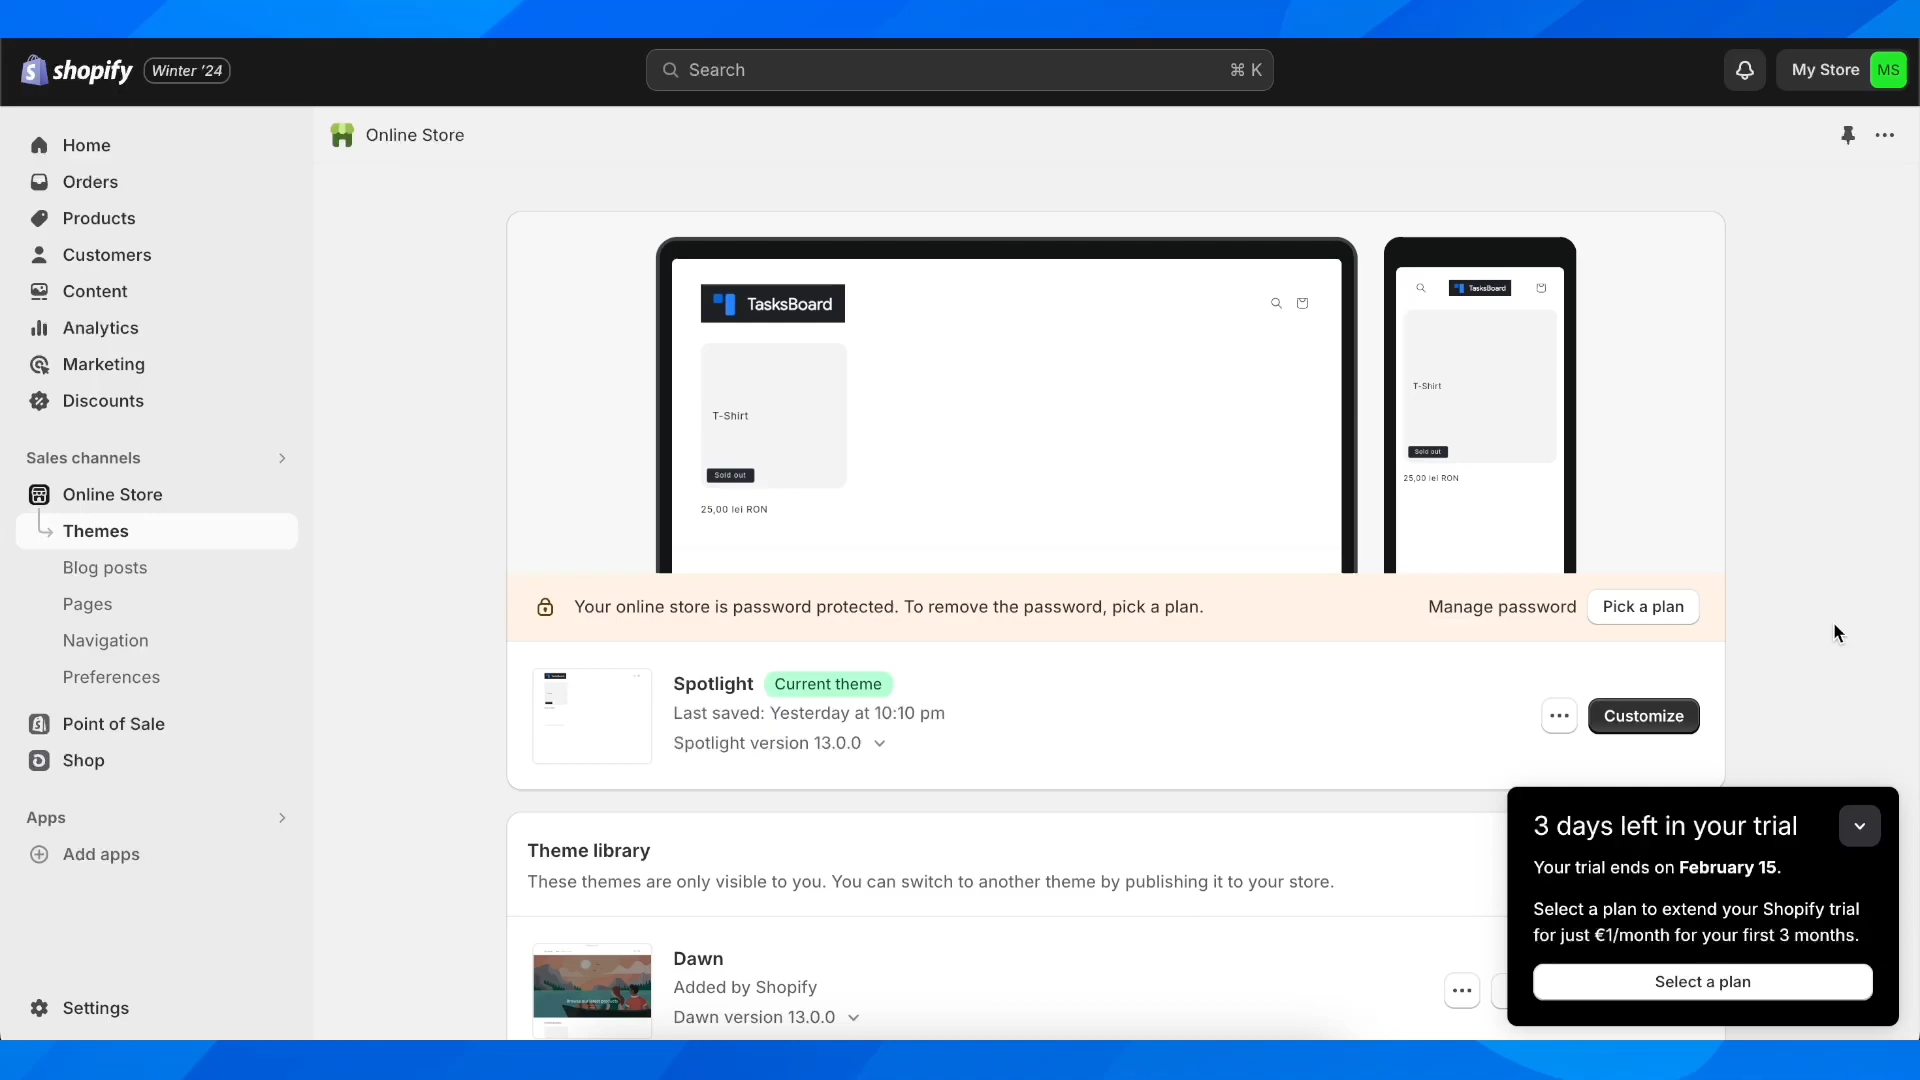 shopify
Winter ’24
Search
⌘ K
My Store
MS
Home
Orders
Products
Customers
Content
Analytics
Marketing
Discounts
Sales channels
Online Store
Themes
Blog posts
Pages
Navigation
Preferences
Point of Sale
Shop
Apps
Add apps
Settings
Online Store
TasksBoard
T-Shirt
Sold out
25,00 lei RON
TasksBoard
T-Shirt
Sold out
25,00 lei RON
Your online store is password protected. To remove the password, pick a plan.
Manage password
Pick a plan
Spotlight
Current theme
Last saved: Yesterday at 10:10 pm
Spotlight version 13.0.0
Customize
Theme library
These themes are only visible to you. You can switch to another theme by publishing it to your store.
Browse our latest products
Dawn
Added by Shopify
Dawn version 13.0.0
3 days left in your trial
Your trial ends on February 15.
Select a plan to extend your Shopify trial
for just €1/month for your first 3 months.
Select a plan